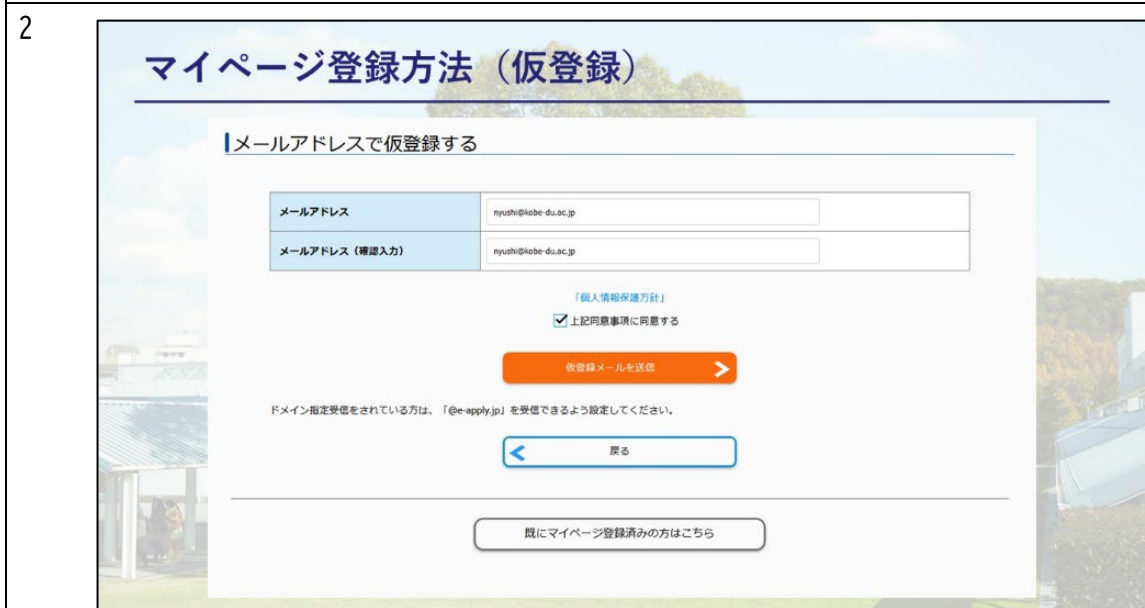 2
マイページ登録方法（仮登録）
メールアドレスで仮登録する
メールアドレス
nyushi@kobe-du.ac.jp
メールアドレス（確認入力）
nyushi@kobe-du.ac.jp
「個人情報保護方針」
上記同意事項に同意する
仮登録メールを送信
ドメイン指定受信をされている方は、「@e-apply.jp」を受信できるよう設定してください。
戻る
既にマイページ登録済みの方はこちら